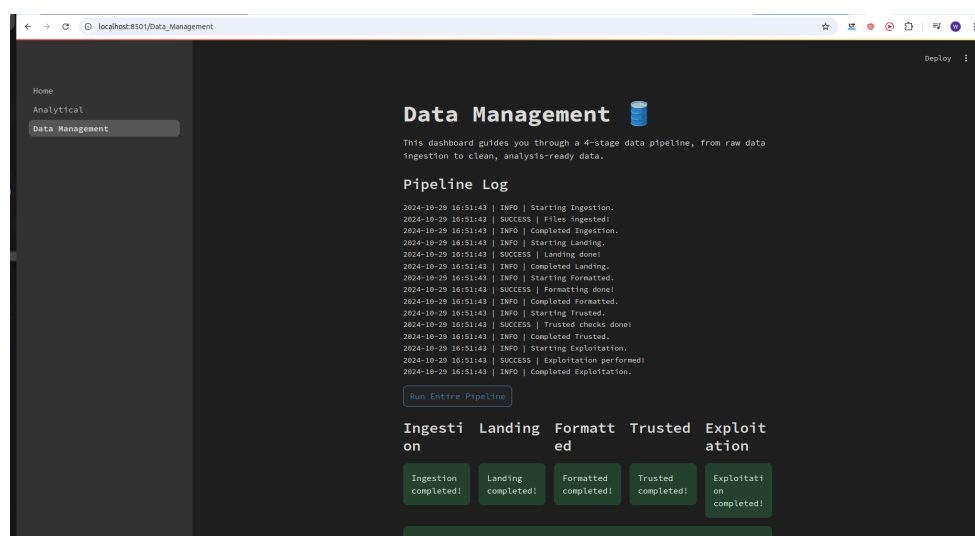 localhost:8501/Data_Management
W
Deploy
Home
Analytical
Data Management
Data Management
This dashboard guides you through a 4-stage data pipeline, from raw data
ingestion to clean, analysis-ready data.
Pipeline Log
2024-10-29 16:51:43 | INFO | Starting Ingestion.
2024-10-29 16:51:43 | SUCCESS | Files ingested!
2024-10-29 16:51:43 | INFO | Completed Ingestion.
2024-10-29 16:51:43 | INFO | Starting Landing.
2024-10-29 16:51:43 | SUCCESS | Landing done!
2024-10-29 16:51:43 | INFO | Completed Landing.
2024-10-29 16:51:43 | INFO | Starting Formatted.
2024-10-29 16:51:43 | SUCCESS | Formatting done!
2024-10-29 16:51:43 | INFO | Completed Formatted.
2024-10-29 16:51:43 | INFO | Starting Trusted.
2024-10-29 16:51:43 | SUCCESS | Trusted checks done!
2024-10-29 16:51:43 | INFO | Completed Trusted.
2024-10-29 16:51:43 | INFO | Starting Exploitation.
2024-10-29 16:51:43 | SUCCESS | Exploitation performed!
2024-10-29 16:51:43 | INFO | Completed Exploitation.
Run Entire Pipeline
Ingesti
on
Landing
Formatt
ed
Trusted
Exploit
ation
Ingestion
completed!
Landing
completed!
Formatted
completed!
Trusted
completed!
Exploitati
on
completed!